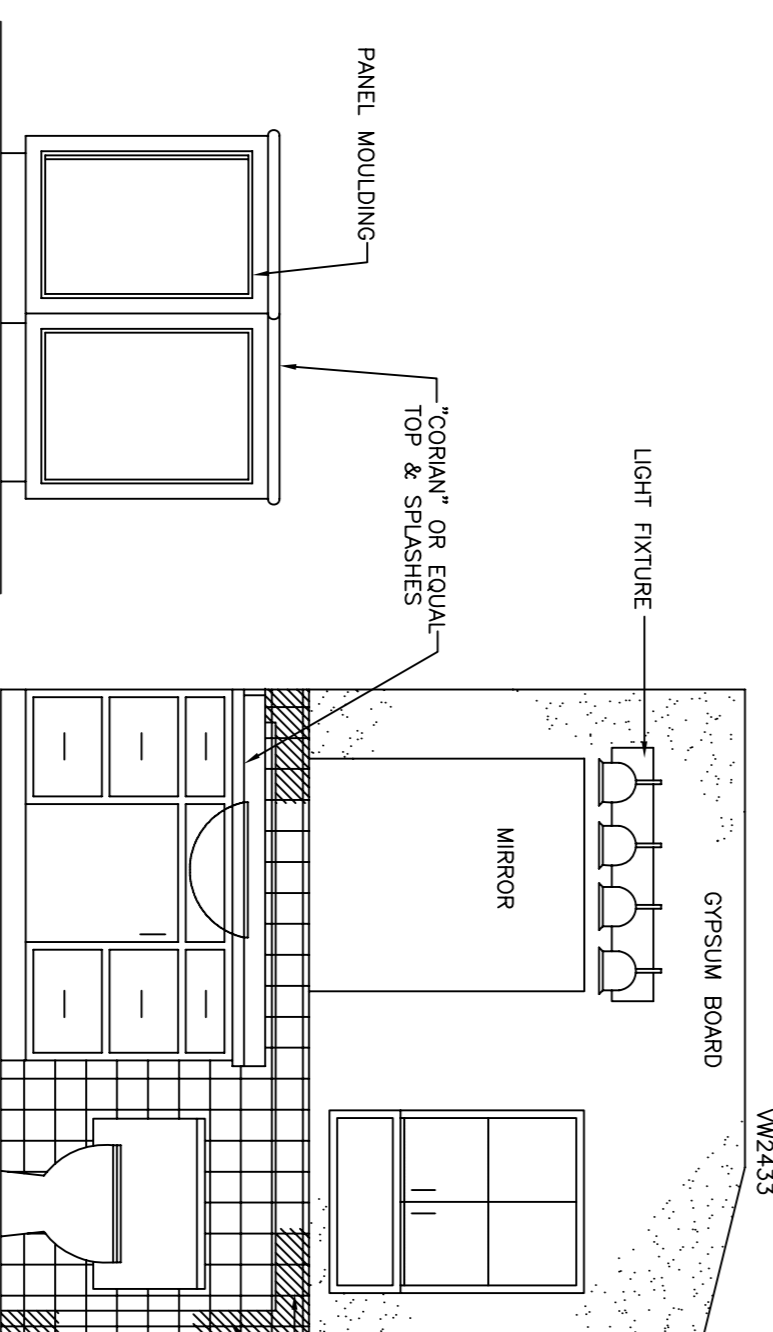 VW2433
GYPSUM BOARD
LIGHT FIXTURE
MIRROR
"CORIAN" OR EQUAL
TOP & SPLASHES
PANEL MOULDING